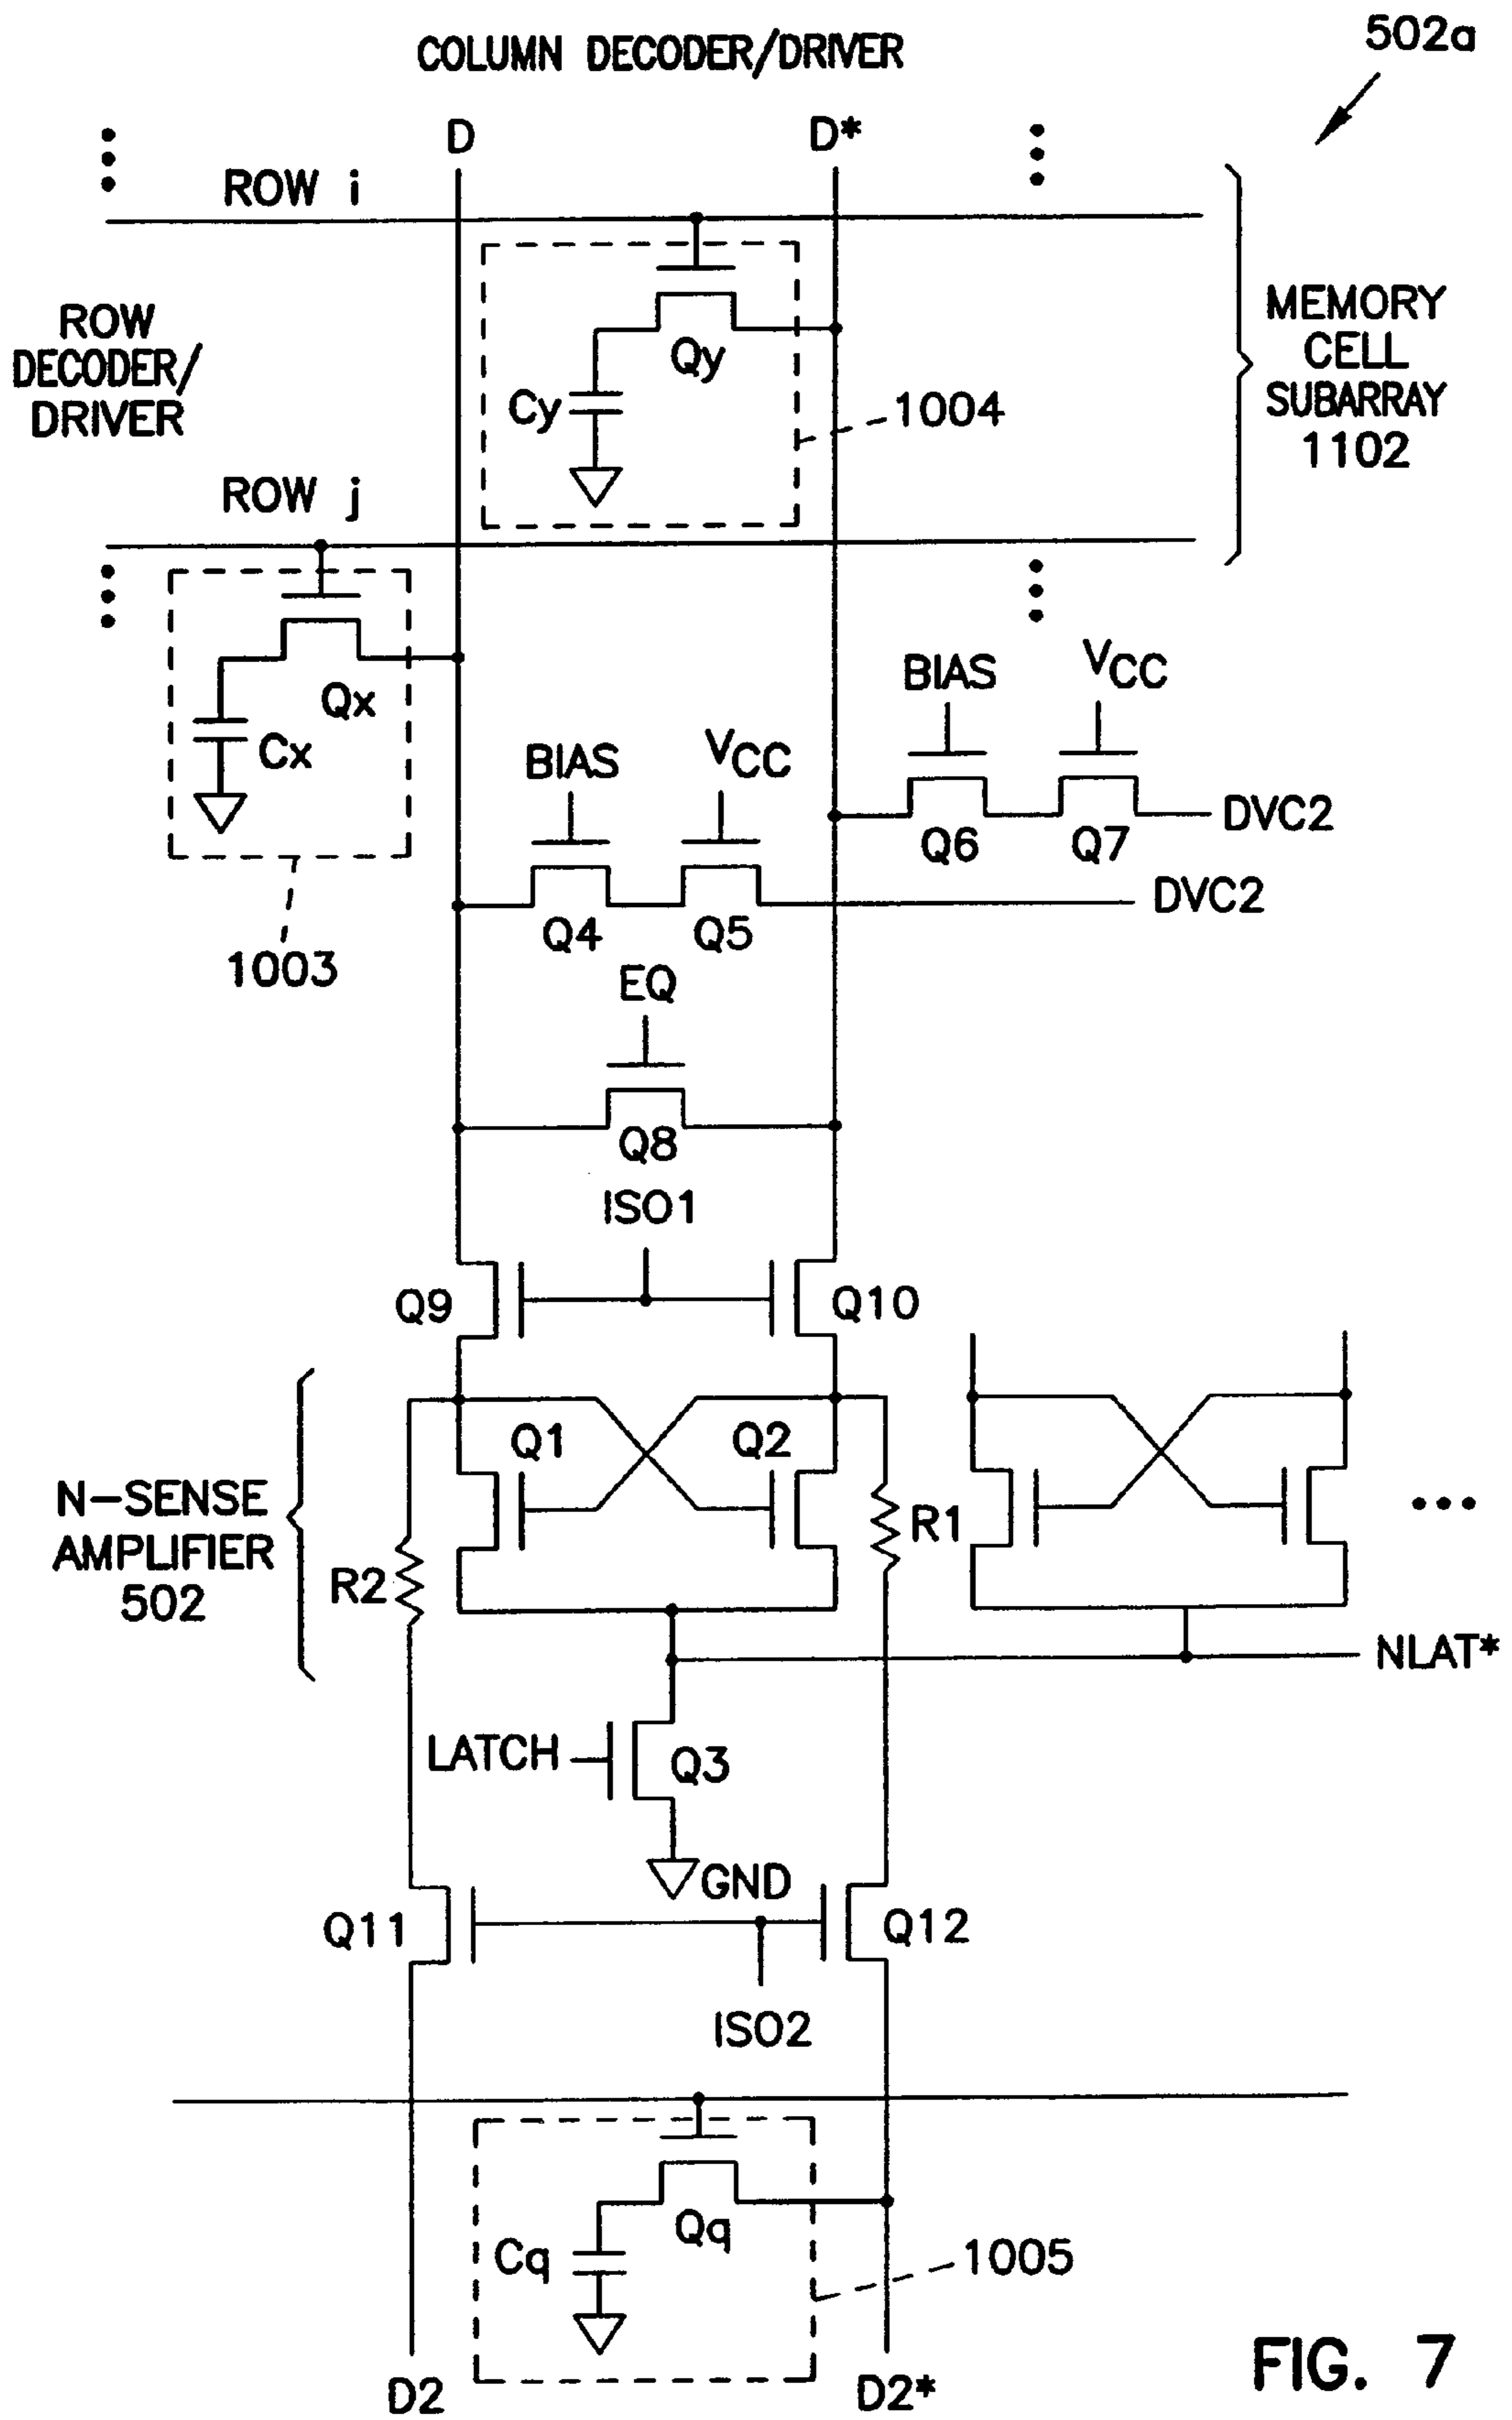 502a
COLUMN DECODER/DRIVER
D
D*
ROW i
ROW
DECODER/
DRIVER
Qy
Cy
1004
MEMORY
CELL
SUBARRAY
1102
ROW j
Qx
Cx
1003
BIAS
VCC
Q6
Q7
DVC2
BIAS
VCC
Q4
Q5
DVC2
EQ
Q8
ISO1
Q9
Q10
Q1
Q2
N-SENSE
AMPLIFIER
502
R2
R1
NLAT*
LATCH
Q3
GND
Q11
Q12
ISO2
Qq
Cq
1005
D2
D2*
FIG. 7